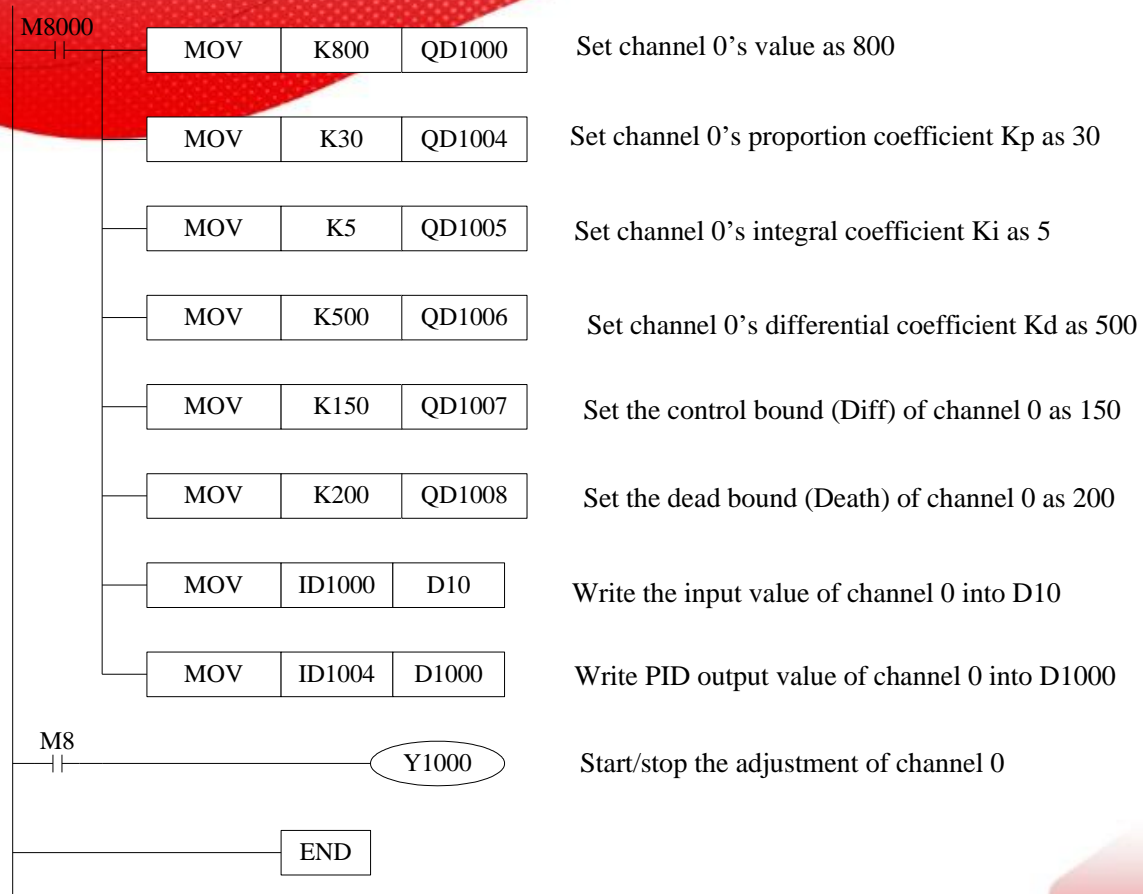 M8000
MOV K800 QD1000 Set channel 0’s value as 800
MOV K30 QD1004 Set channel 0’s proportion coefficient Kp as 30
MOV K5 QD1005 Set channel 0’s integral coefficient Ki as 5
MOV K500 QD1006 Set channel 0’s differential coefficient Kd as 500
MOV K150 QD1007 Set the control bound (Diff) of channel 0 as 150
MOV K200 QD1008 Set the dead bound (Death) of channel 0 as 200
MOV ID1000 D10 Write the input value of channel 0 into D10
MOV ID1004 D1000 Write PID output value of channel 0 into D1000
M8
Y1000 Start/stop the adjustment of channel 0
END